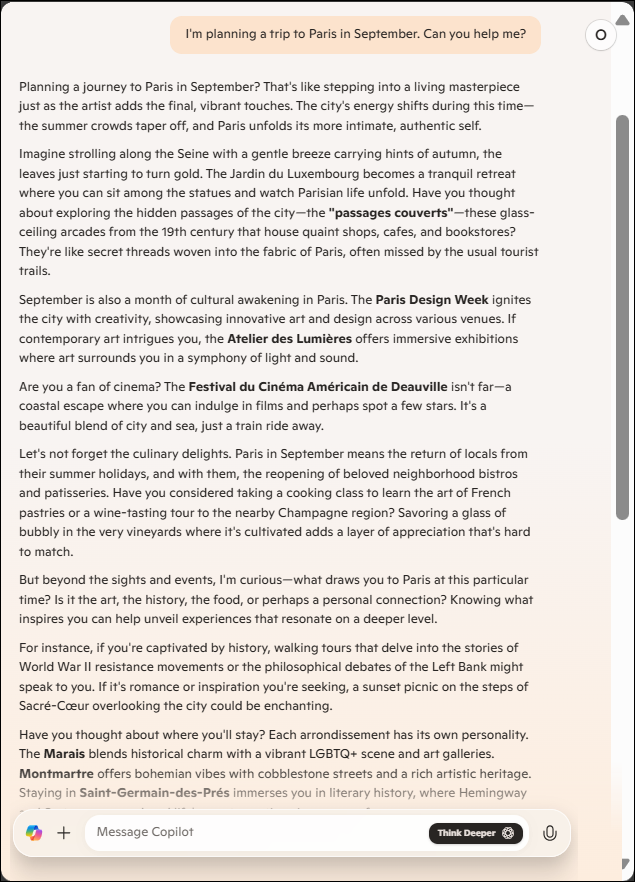 I'm planning a trip to Paris in September. Can you help me?
O
Planning a journey to Paris in September? That's like stepping into a living masterpiece
just as the artist adds the final, vibrant touches. The city's energy shifts during this time—
the summer crowds taper off, and Paris unfolds its more intimate, authentic self.
Imagine strolling along the Seine with a gentle breeze carrying hints of autumn, the
leaves just starting to turn gold. The Jardin du Luxembourg becomes a tranquil retreat
where you can sit among the statues and watch Parisian life unfold. Have you thought
about exploring the hidden passages of the city—the "passages couverts"—these glass-
ceiling arcades from the 19th century that house quaint shops, cafes, and bookstores?
They're like secret threads woven into the fabric of Paris, often missed by the usual tourist
trails.
September is also a month of cultural awakening in Paris. The Paris Design Week ignites
the city with creativity, showcasing innovative art and design across various venues. If
contemporary art intrigues you, the Atelier des Lumières offers immersive exhibitions
where art surrounds you in a symphony of light and sound.
Are you a fan of cinema? The Festival du Cinéma Américain de Deauville isn't far—a
coastal escape where you can indulge in films and perhaps spot a few stars. It's a
beautiful blend of city and sea, just a train ride away.
Let's not forget the culinary delights. Paris in September means the return of locals from
their summer holidays, and with them, the reopening of beloved neighborhood bistros
and patisseries. Have you considered taking a cooking class to learn the art of French
pastries or a wine-tasting tour to the nearby Champagne region? Savoring a glass of
bubbly in the very vineyards where it's cultivated adds a layer of appreciation that's hard
to match.
But beyond the sights and events, I'm curious—what draws you to Paris at this particular
time? Is it the art, the history, the food, or perhaps a personal connection? Knowing what
inspires you can help unveil experiences that resonate on a deeper level.
For instance, if you're captivated by history, walking tours that delve into the stories of
World War II resistance movements or the philosophical debates of the Left Bank might
speak to you. If it's romance or inspiration you're seeking, a sunset picnic on the steps of
Sacré-Cœur overlooking the city could be enchanting.
Have you thought about where you'll stay? Each arrondissement has its own personality.
The Marais blends historical charm with a vibrant LGBTQ+ scene and art galleries.
Montmartre offers bohemian vibes with cobblestone streets and a rich artistic heritage.
Staying in Saint-Germain-des-Prés immerses you in literary history, where Hemingway
Message Copilot
Think Deeper